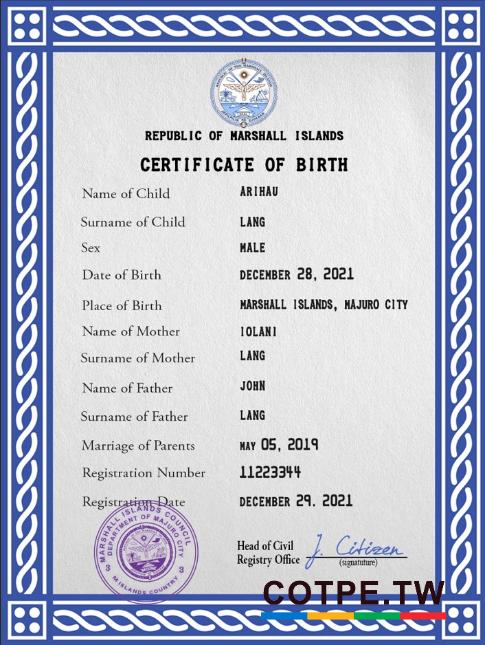 REPUBLIC OF MARSHALL ISLANDS
CERTIFICATE OF BIRTH
Name of Child ARIHAU
Surname of Child LANG
Sex MALE
Date of Birth DECEMBER 28, 2021
Place of Birth MARSHALL ISLANDS, MAJURO CITY
Name of Mother IOLANI
Surname of Mother LANG
Name of Father JOHN
Surname of Father LANG
Marriage of Parents MAY 05, 2019
Registration Number 11223344
Registration Date DECEMBER 29. 2021
MARSHALL ISLANDS COUNCIL
DEPARTMENT OF MAJURO CITY
3 3
M ISLANDS COUNTRY
Head of Civil
Registry Office J. Citizen
(signatuture)
COTPE.TW